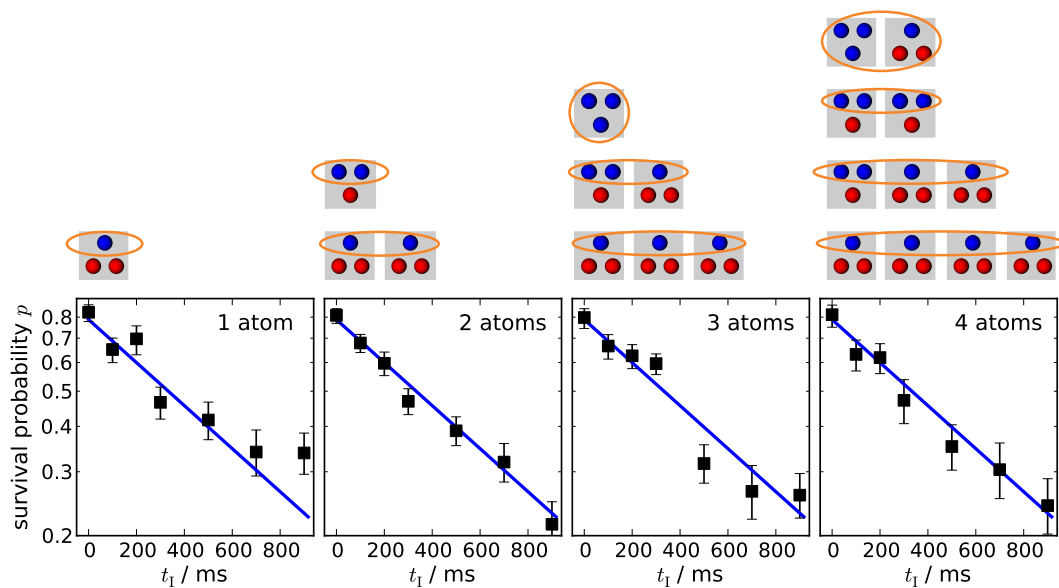 1 atom
2 atoms
3 atoms
4 atoms
survival probability p
0.8
0.7
0.6
0.5
0.4
0.3
0.2
0 200 400 600 800
0 200 400 600 800
0 200 400 600 800
0 200 400 600 800
t_I / ms
t_I / ms
t_I / ms
t_I / ms